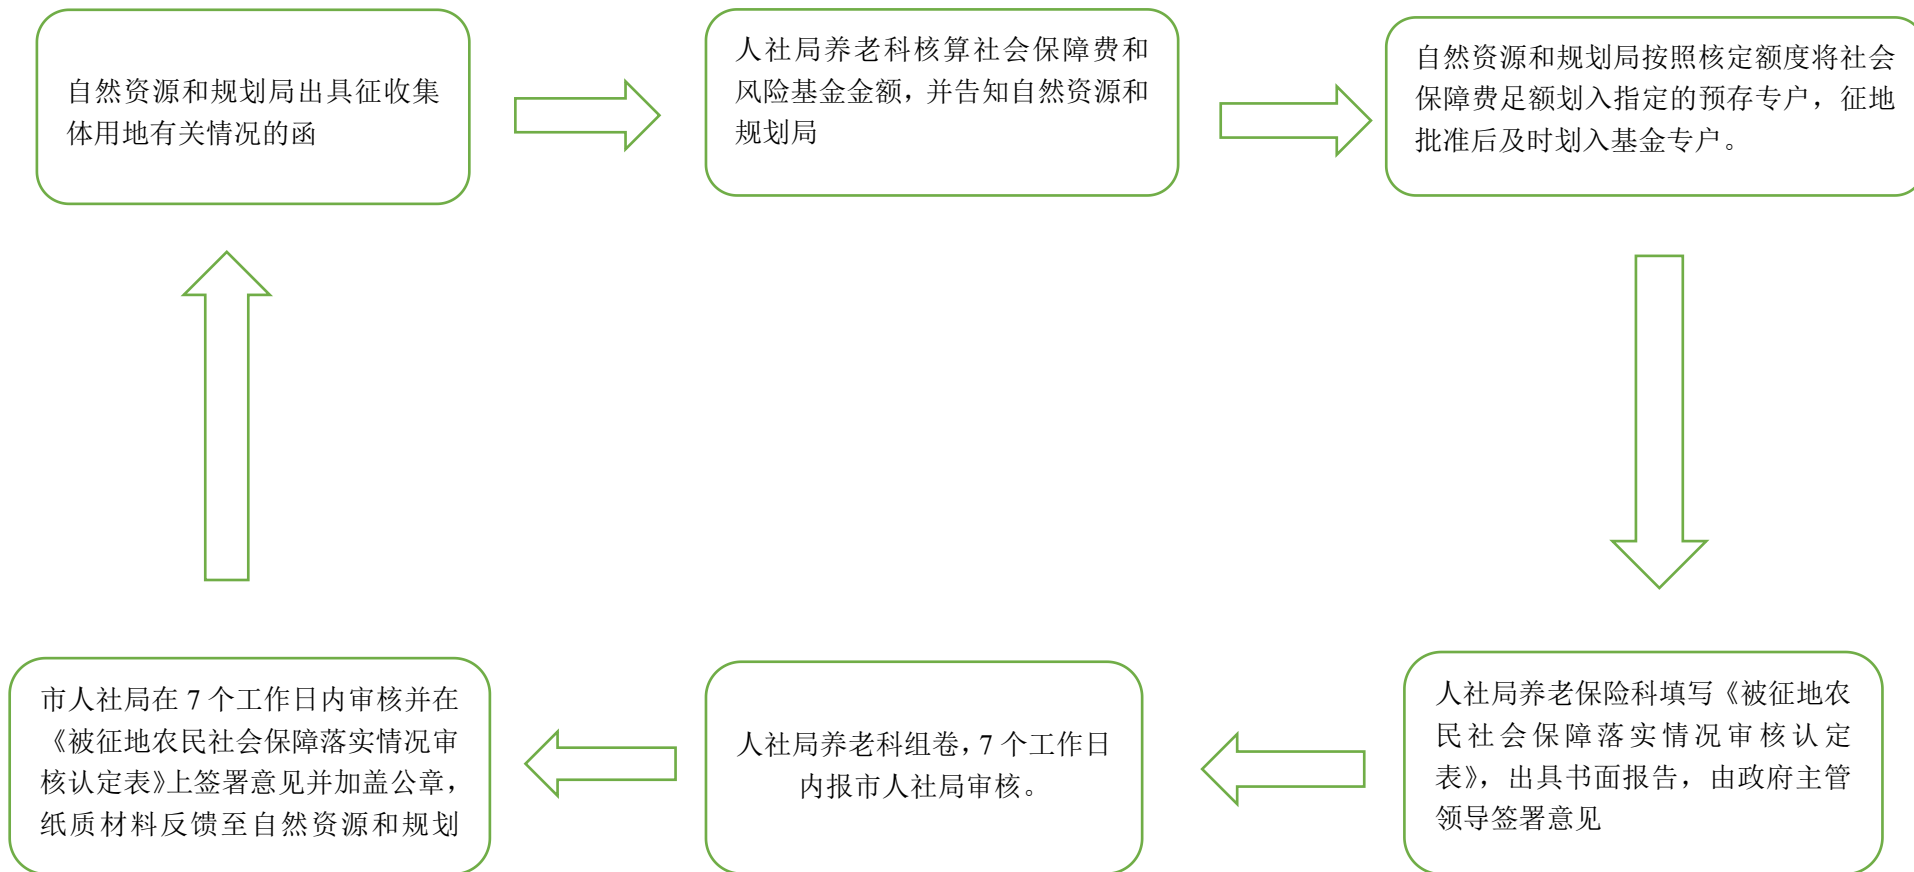 自然资源和规划局出具征收集
体用地有关情况的函
人社局养老科核算社会保障费和
风险基金金额，并告知自然资源和
规划局
自然资源和规划局按照核定额度将社会
保障费足额划入指定的预存专户，征地
批准后及时划入基金专户。
人社局养老保险科填写《被征地农
民社会保障落实情况审核认定
表》，出具书面报告，由政府主管
领导签署意见
人社局养老科组卷，7 个工作日
内报市人社局审核。
市人社局在 7 个工作日内审核并在
《被征地农民社会保障落实情况审
核认定表》上签署意见并加盖公章，
纸质材料反馈至自然资源和规划